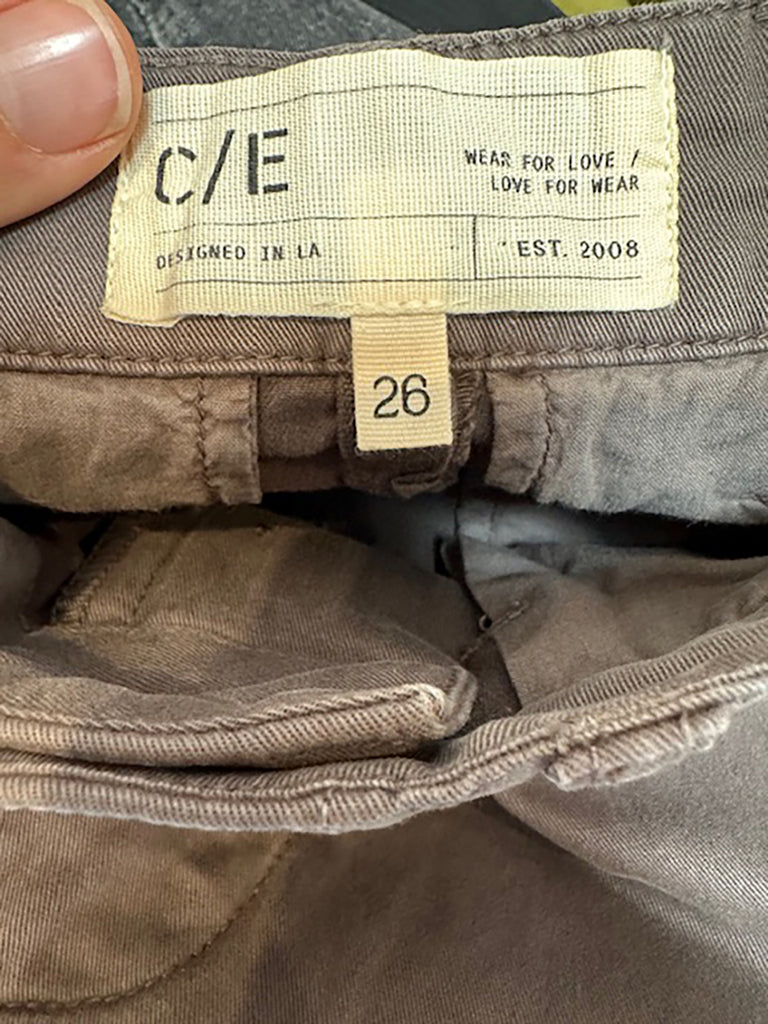 C/E
WEAR FOR LOVE /
LOVE FOR WEAR
DESIGNED IN LA
EST. 2008
26